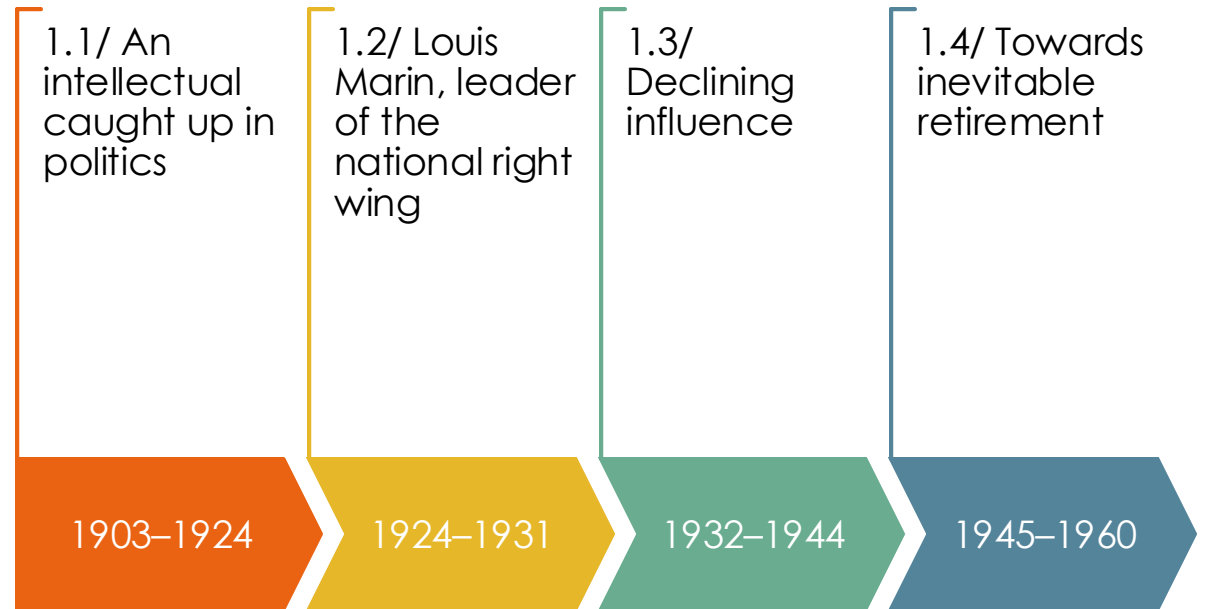 1.1/ An
intellectual
caught up in
politics
1.2/ Louis
Marin, leader
of the
national right
wing
1.3/
Declining
influence
1.4/ Towards
inevitable
retirement
1903–1924
1924–1931
1932–1944
1945–1960